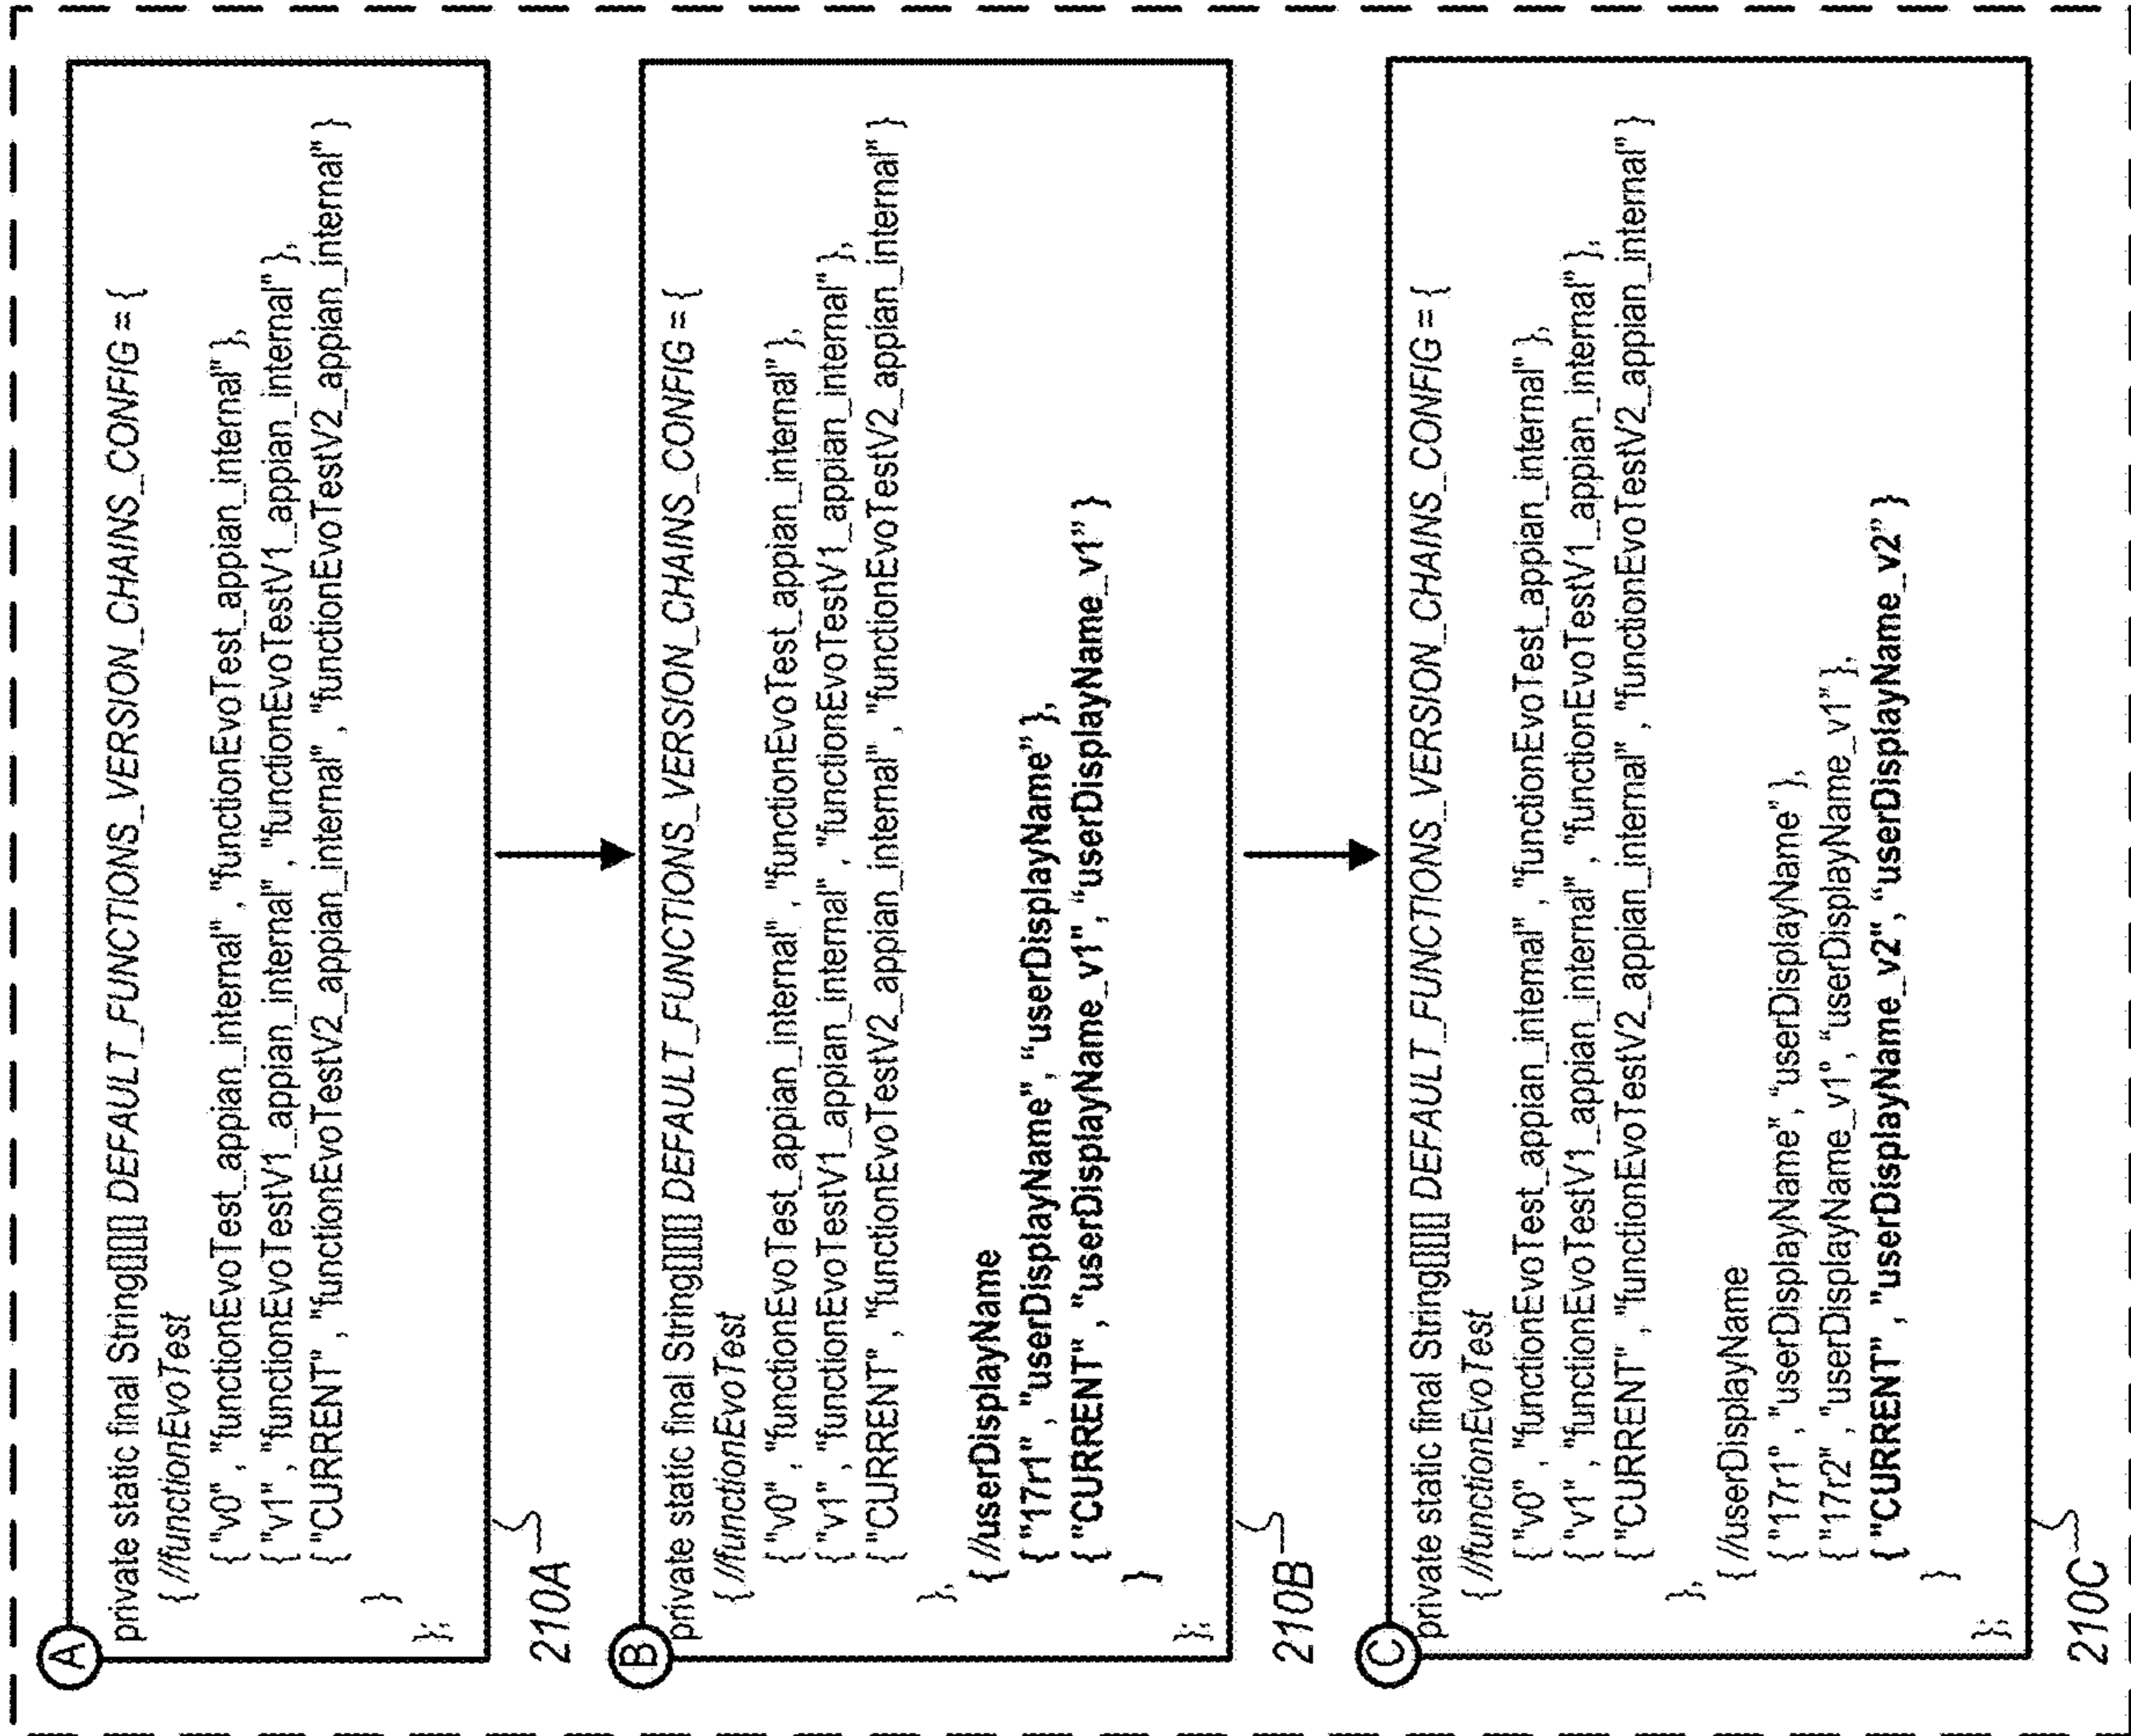 A
private static final String[][][] DEFAULT_FUNCTIONS_VERSION_CHAINS_CONFIG = {
{ //functionEvoTest
{ "v0" , "functionEvoTest_appian_internal" , "functionEvoTest_appian_internal" },
{ "v1" , "functionEvoTestV1_appian_internal" , "functionEvoTestV1_appian_internal" },
{ "CURRENT" , "functionEvoTestV2_appian_internal" , "functionEvoTestV2_appian_internal" }
}
};
210A
B
private static final String[][][] DEFAULT_FUNCTIONS_VERSION_CHAINS_CONFIG = {
{ //functionEvoTest
{ "v0" , "functionEvoTest_appian_internal" , "functionEvoTest_appian_internal" },
{ "v1" , "functionEvoTestV1_appian_internal" , "functionEvoTestV1_appian_internal" },
{ "CURRENT" , "functionEvoTestV2_appian_internal" , "functionEvoTestV2_appian_internal" }
},
{ //userDisplayName
{ "17r1" , "userDisplayName", "userDisplayName" },
{ "CURRENT" , "userDisplayName_v1", "userDisplayName_v1" }
}
};
210B
C
private static final String[][][] DEFAULT_FUNCTIONS_VERSION_CHAINS_CONFIG = {
{ //functionEvoTest
{ "v0" , "functionEvoTest_appian_internal" , "functionEvoTest_appian_internal" },
{ "v1" , "functionEvoTestV1_appian_internal" , "functionEvoTestV1_appian_internal" },
{ "CURRENT" , "functionEvoTestV2_appian_internal" , "functionEvoTestV2_appian_internal" }
},
{ //userDisplayName
{ "17r1" , "userDisplayName", "userDisplayName" },
{ "17r2" , "userDisplayName_v1", "userDisplayName_v1" },
{ "CURRENT" , "userDisplayName_v2", "userDisplayName_v2" }
}
};
210C